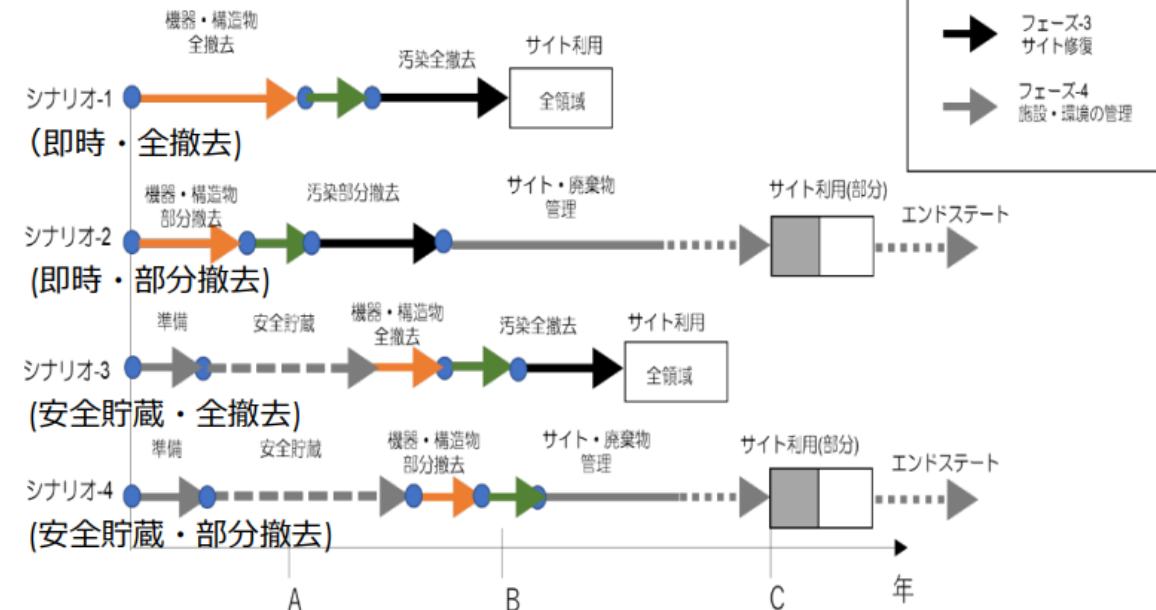 機器・構造物
全撤去
汚染全撤去
サイト利用
全領域
シナリオ-1
（即時・全撤去)
フェーズ-3
サイト修復
フェーズ-4
施設・環境の管理
機器・構造物
部分撤去
汚染部分撤去
サイト・廃棄物
管理
サイト利用(部分)
エンドステート
シナリオ-2
(即時・部分撤去)
準備
安全貯蔵
機器・構造物
全撤去
汚染全撤去
サイト利用
全領域
シナリオ-3
(安全貯蔵・全撤去)
準備
安全貯蔵
機器・構造物
部分撤去
サイト・廃棄物
管理
サイト利用(部分)
エンドステート
シナリオ-4
(安全貯蔵・部分撤去)
A
B
C
年